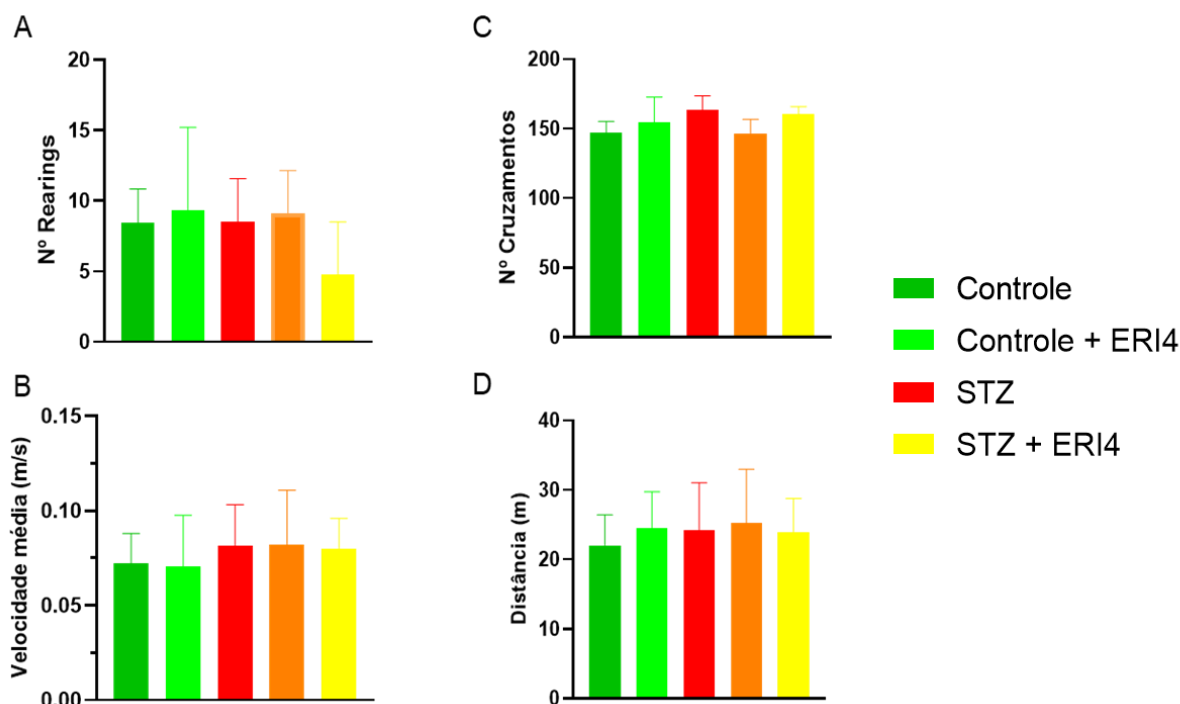 A
20
15
10
5
0
Nº Rearings
B
0.15
0.10
0.05
0.00
Velocidade média (m/s)
C
200
150
100
50
0
Nº Cruzamentos
D
40
30
20
10
0
Distância (m)
Controle
Controle + ERI4
STZ
STZ + ERI4